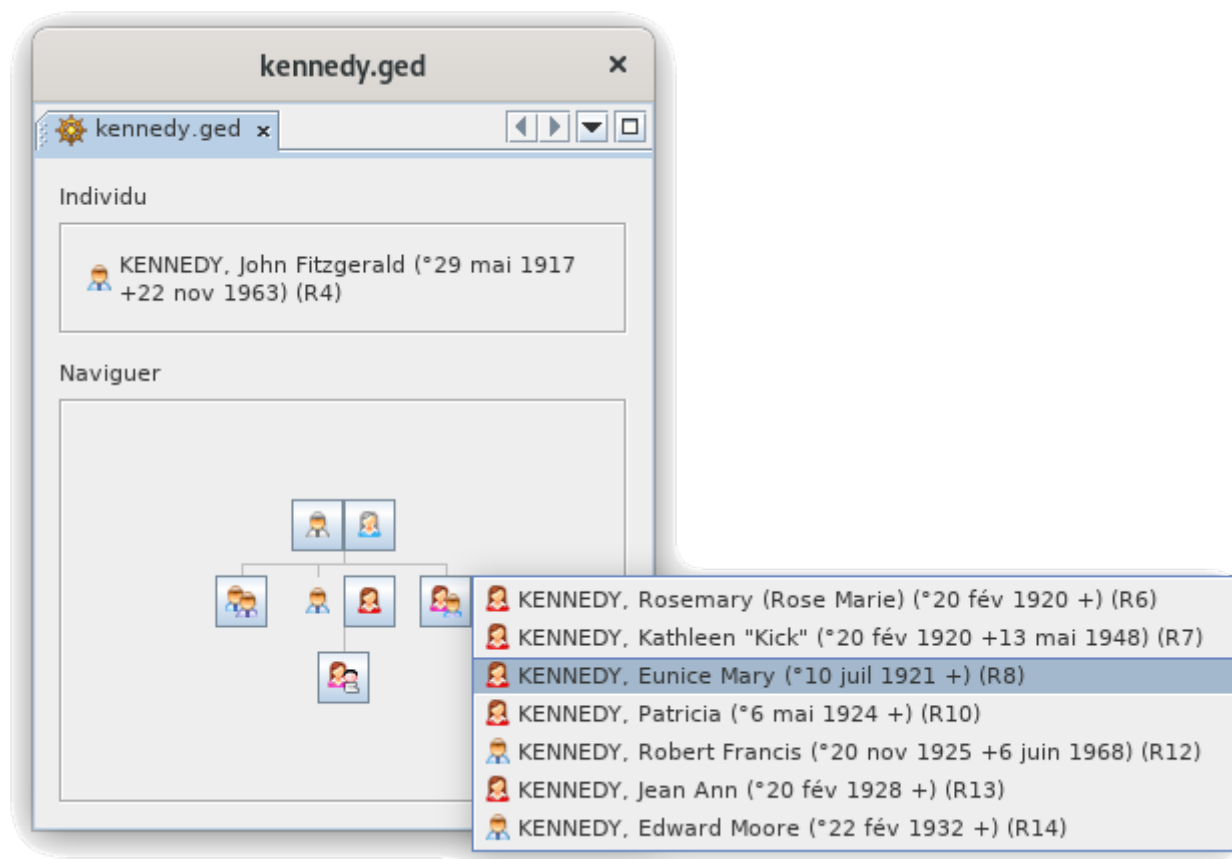 kennedy.ged
kennedy.ged
Individu
KENNEDY, John Fitzgerald (°29 mai 1917
+22 nov 1963) (R4)
Naviguer
KENNEDY, Rosemary (Rose Marie) (°20 fév 1920 +) (R6)
KENNEDY, Kathleen "Kick" (°20 fév 1920 +13 mai 1948) (R7)
KENNEDY, Eunice Mary (°10 juil 1921 +) (R8)
KENNEDY, Patricia (°6 mai 1924 +) (R10)
KENNEDY, Robert Francis (°20 nov 1925 +6 juin 1968) (R12)
KENNEDY, Jean Ann (°20 fév 1928 +) (R13)
KENNEDY, Edward Moore (°22 fév 1932 +) (R14)